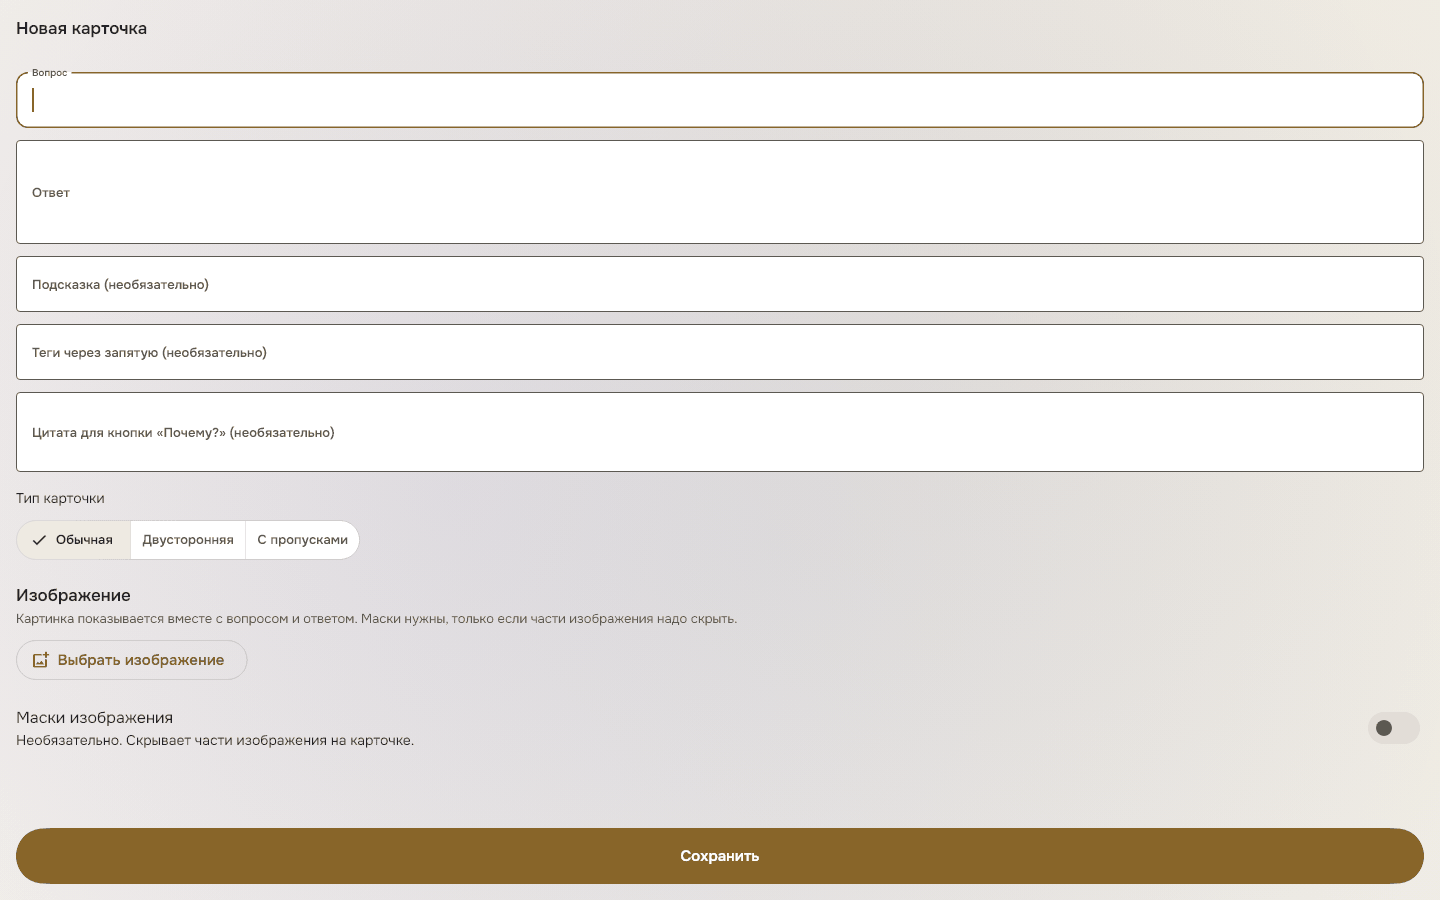 Новая карточка
Вопрос
Ответ
Подсказка (необязательно)
Теги через запятую (необязательно)
Цитата для кнопки «Почему?» (необязательно)
Тип карточки
Обычная Двусторонняя С пропусками
Изображение
Картинка показывается вместе с вопросом и ответом. Маски нужны, только если части изображения надо скрыть.
Выбрать изображение
Маски изображения
Необязательно. Скрывает части изображения на карточке.
Сохранить